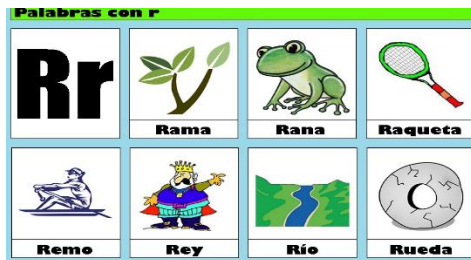 Palabras con r
Rr
Rama
Rana
Raqueta
Remo
Rey
Río
Rueda